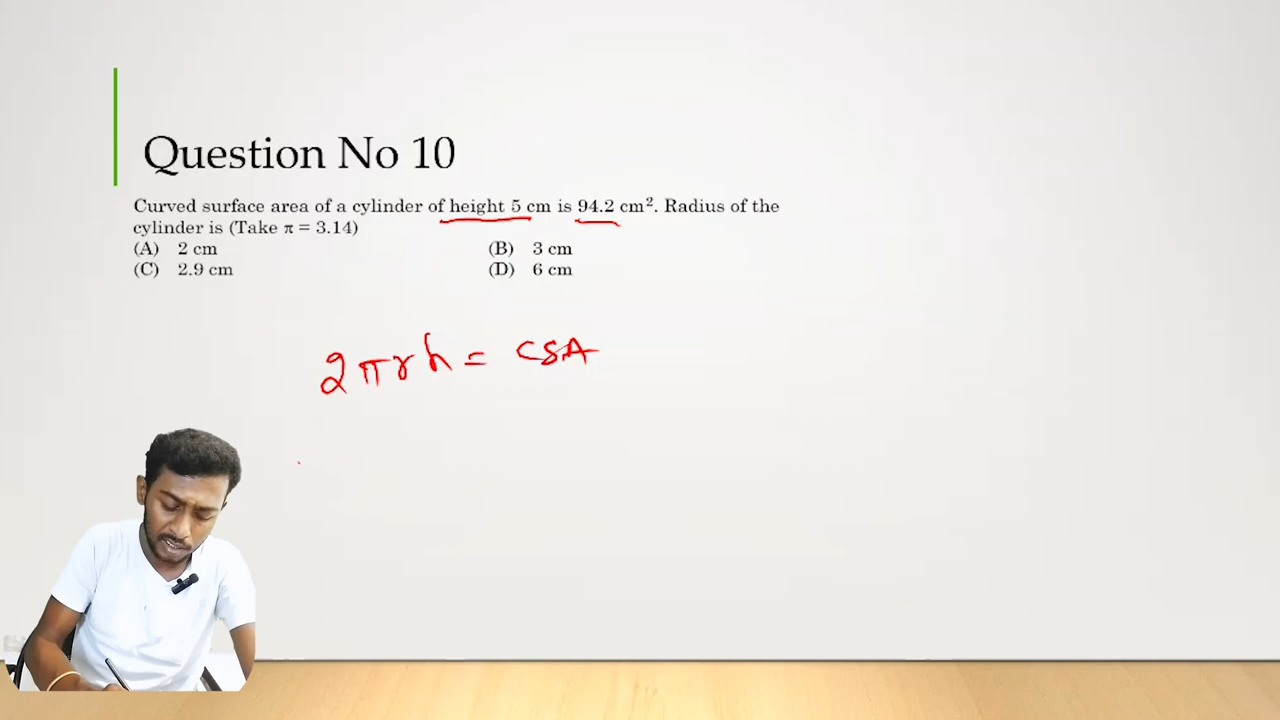 Question No 10
Curved surface area of a cylinder of height 5 cm is 94.2 cm². Radius of the
cylinder is (Take π = 3.14)
(A) 2 cm (B) 3 cm
(C) 2.9 cm (D) 6 cm
2πrh = CSA